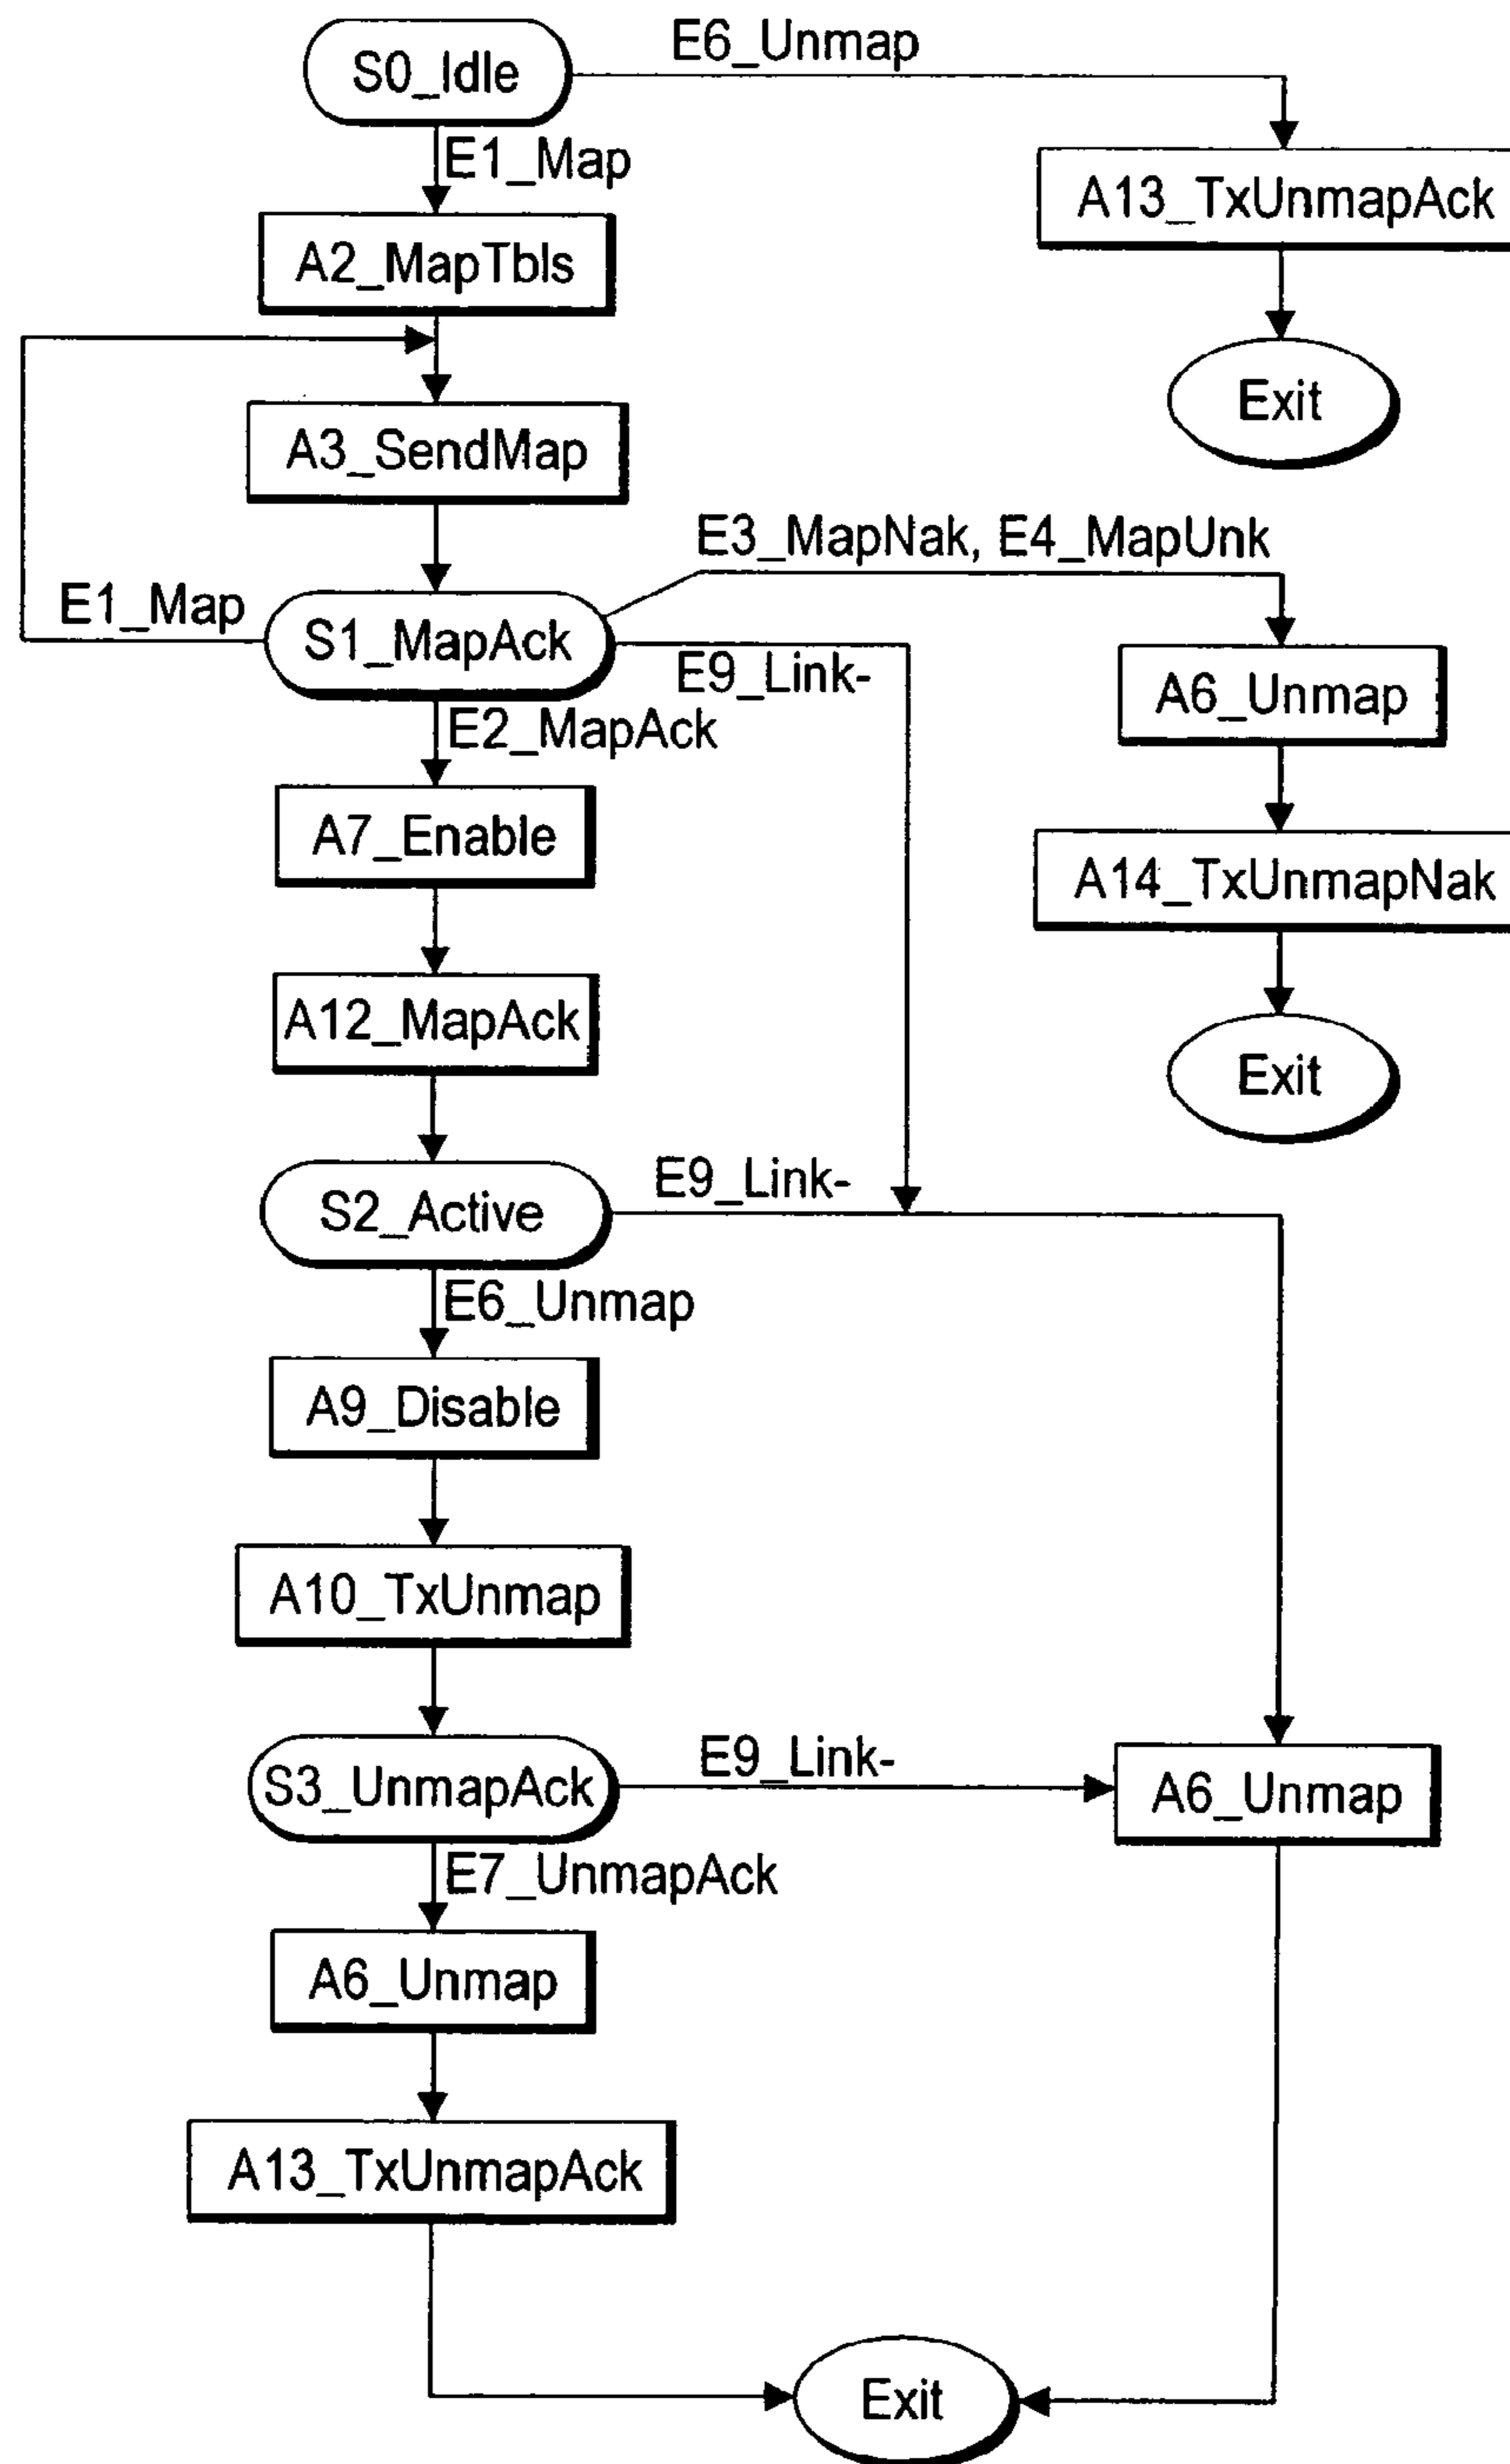 S0_Idle
E6_Unmap
E1_Map
A13_TxUnmapAck
A2_MapTbls
Exit
A3_SendMap
E3_MapNak, E4_MapUnk
E1_Map
S1_MapAck
E9_Link-
A6_Unmap
E2_MapAck
A7_Enable
A14_TxUnmapNak
A12_MapAck
Exit
S2_Active
E9_Link-
E6_Unmap
A9_Disable
A10_TxUnmap
S3_UnmapAck
E9_Link-
A6_Unmap
E7_UnmapAck
A6_Unmap
A13_TxUnmapAck
Exit